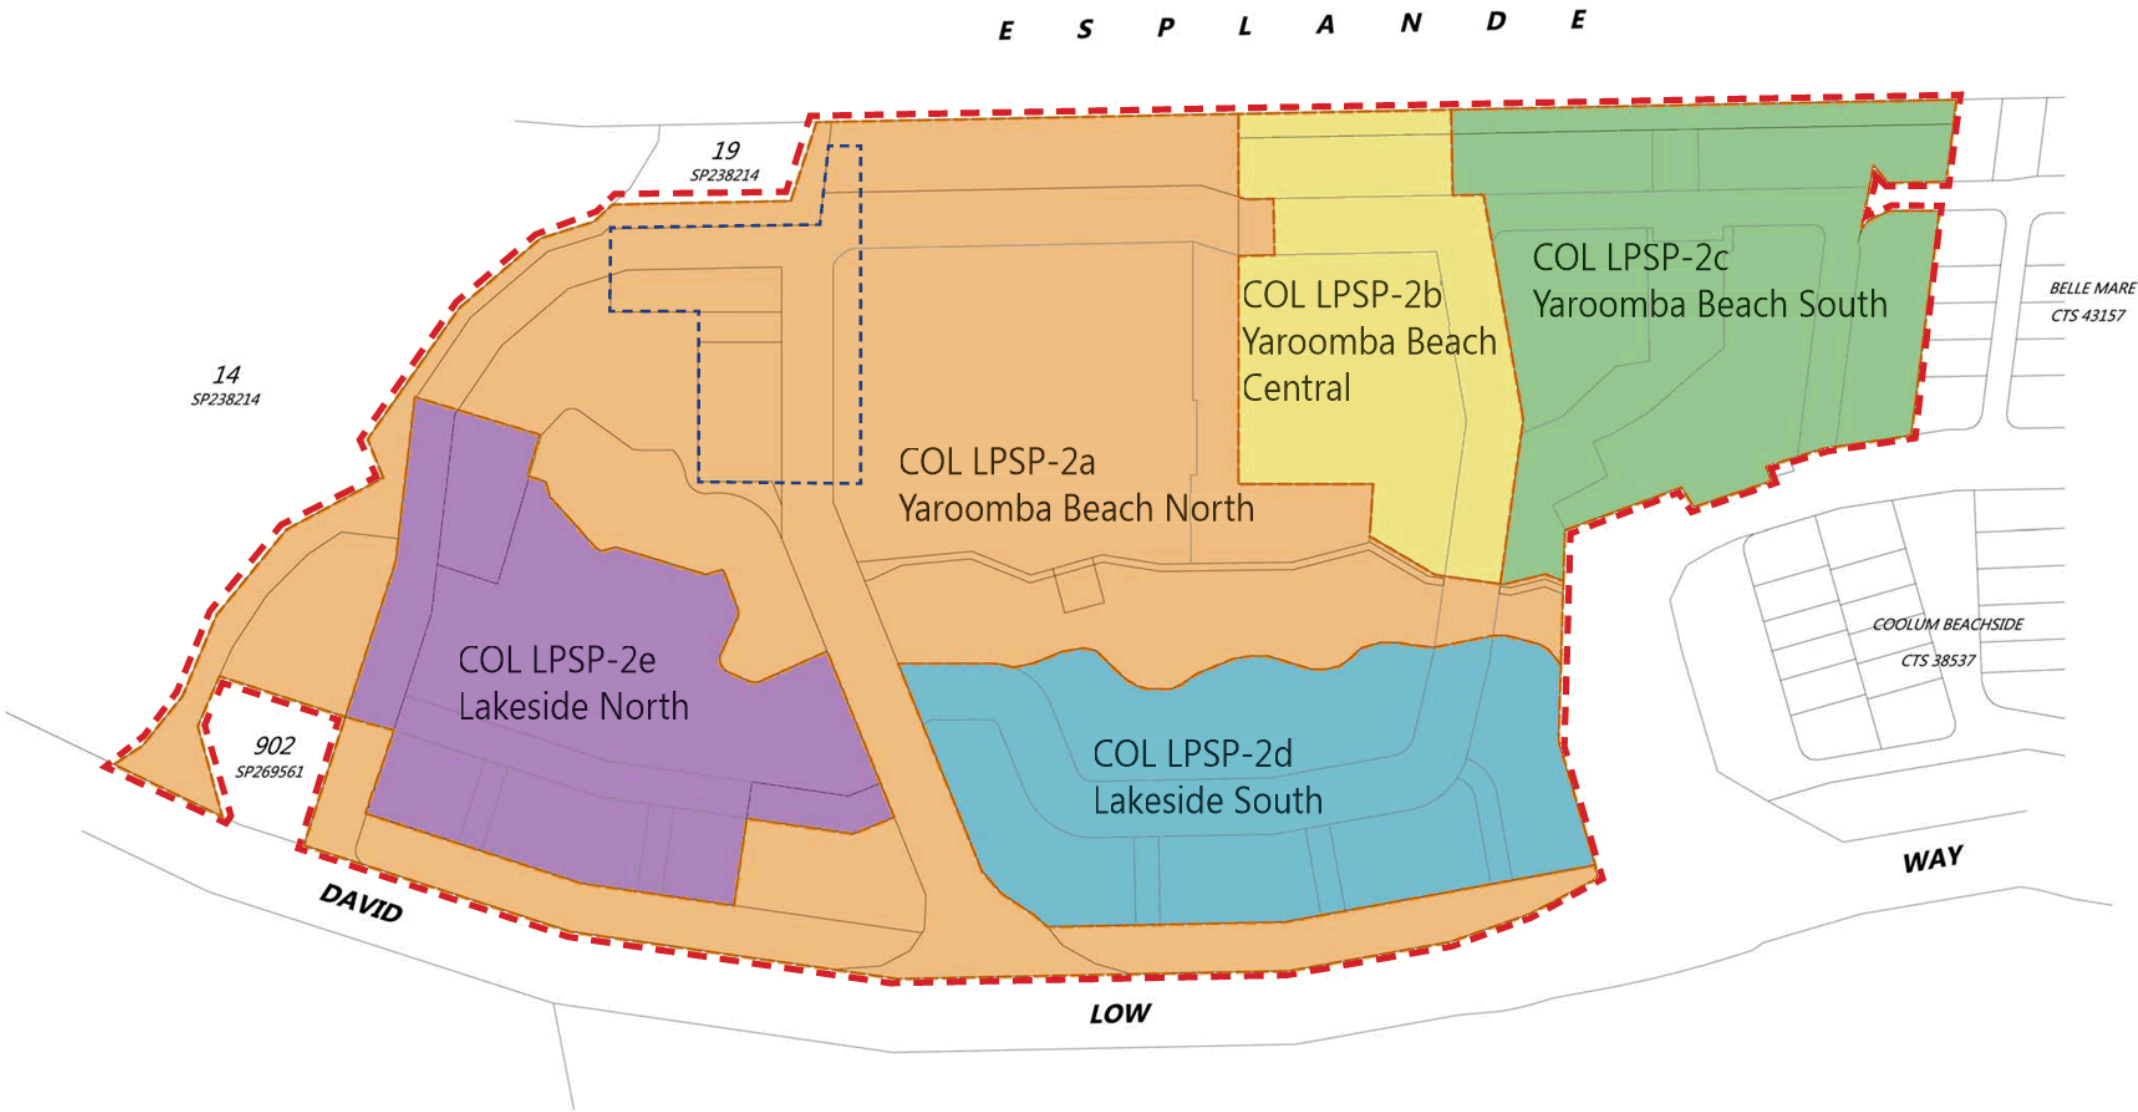 E S P L A N D E
19
SP238214
14
SP238214
COL LPSP-2c
Yaroomba Beach South
COL LPSP-2b
Yaroomba Beach
Central
BELLE MARE
CTS 43157
COL LPSP-2a
Yaroomba Beach North
COOLUM BEACHSIDE
CTS 38537
COL LPSP-2e
Lakeside North
902
SP269561
COL LPSP-2d
Lakeside South
DAVID
LOW
WAY